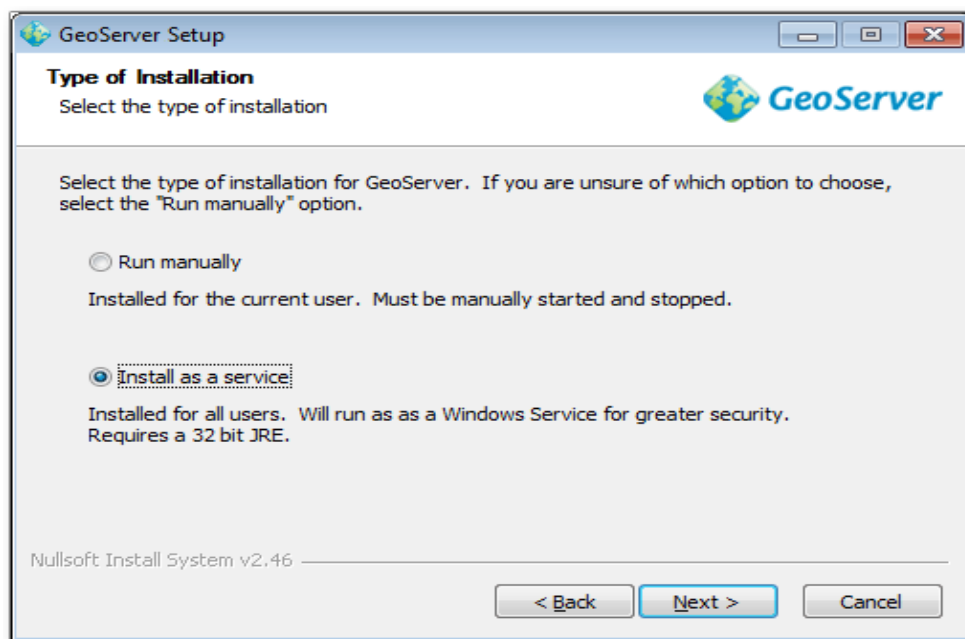 GeoServer Setup
Type of Installation
Select the type of installation
GeoServer
Select the type of installation for GeoServer.  If you are unsure of which option to choose,
select the "Run manually" option.
Run manually
Installed for the current user.  Must be manually started and stopped.
Install as a service
Installed for all users.  Will run as as a Windows Service for greater security.
Requires a 32 bit JRE.
Nullsoft Install System v2.46
< Back
Next >
Cancel